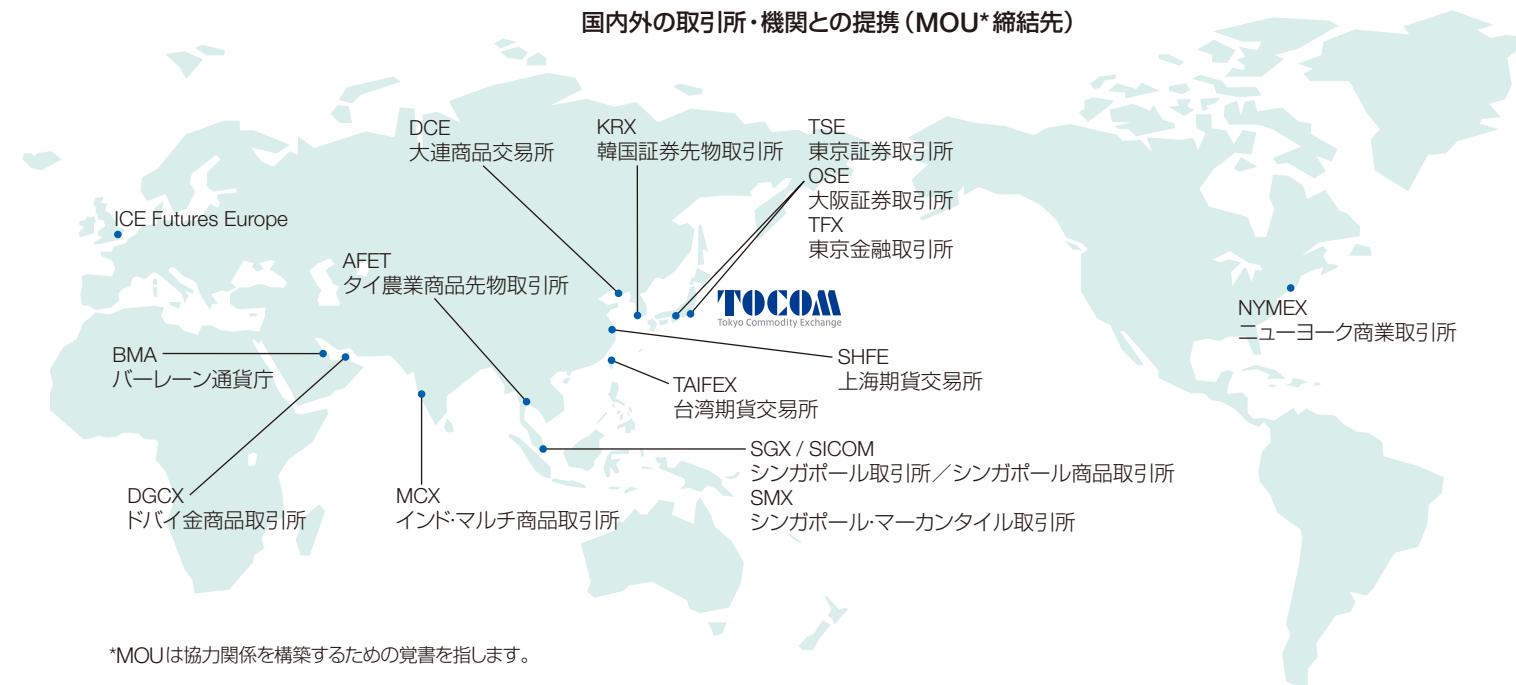 国内外の取引所・機関との提携（MOU*締結先）
DCE
大連商品交易所
KRX
韓国証券先物取引所
TSE
東京証券取引所
OSE
大阪証券取引所
TFX
東京金融取引所
ICE Futures Europe
AFET
タイ農業商品先物取引所
TOCOM
Tokyo Commodity Exchange
NYMEX
ニューヨーク商業取引所
BMA
バーレーン通貨庁
SHFE
上海期貨交易所
TAIFEX
台湾期貨交易所
SGX / SICOM
シンガポール取引所／シンガポール商品取引所
SMX
シンガポール・マーカンタイル取引所
DGCX
ドバイ金商品取引所
MCX
インド・マルチ商品取引所
*MOUは協力関係を構築するための覚書を指します。